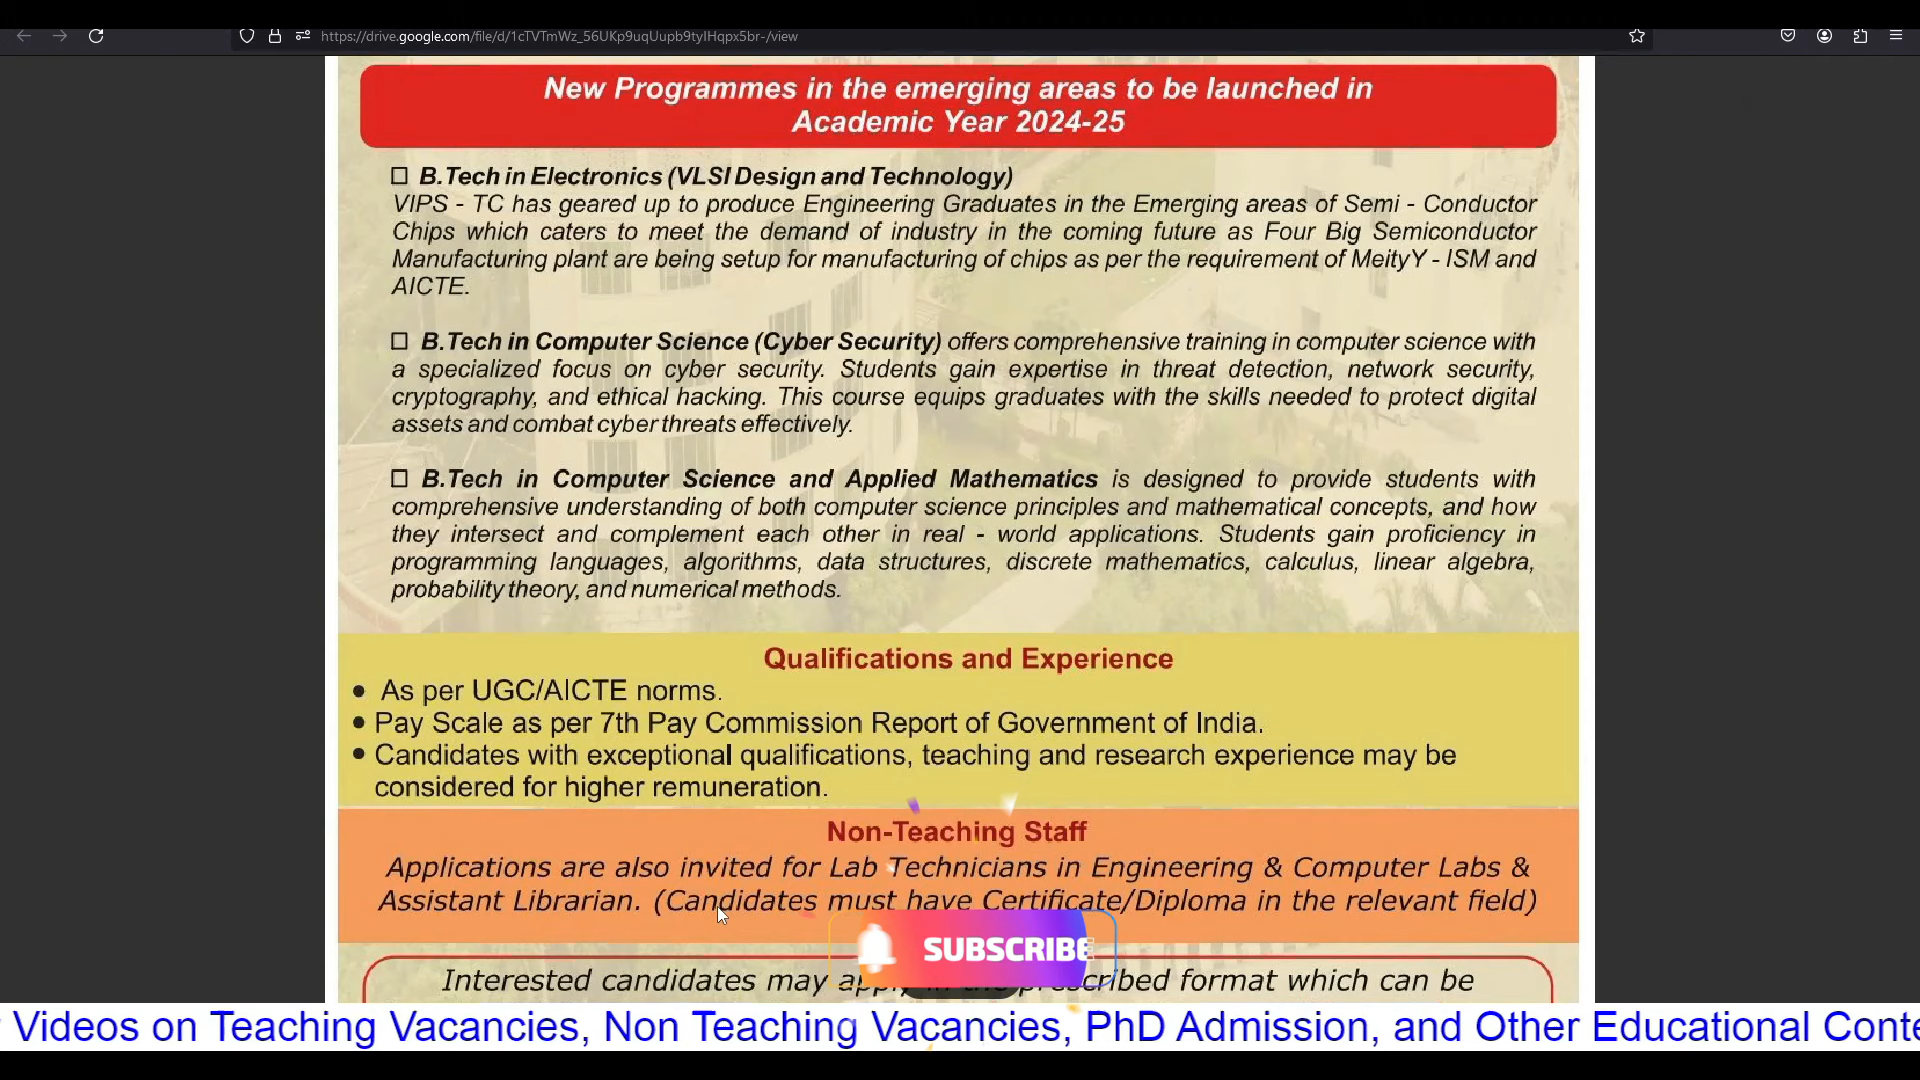 https://drive.google.com/file/d/1cTVTmWz_56UKp9uqUupb9tyIHqpx5br-/view
New Programmes in the emerging areas to be launched in
Academic Year 2024-25
☐ B.Tech in Electronics (VLSI Design and Technology)
VIPS - TC has geared up to produce Engineering Graduates in the Emerging areas of Semi - Conductor
Chips which caters to meet the demand of industry in the coming future as Four Big Semiconductor
Manufacturing plant are being setup for manufacturing of chips as per the requirement of MeityY - ISM and
AICTE.
☐ B.Tech in Computer Science (Cyber Security) offers comprehensive training in computer science with
a specialized focus on cyber security. Students gain expertise in threat detection, network security,
cryptography, and ethical hacking. This course equips graduates with the skills needed to protect digital
assets and combat cyber threats effectively.
☐ B.Tech in Computer Science and Applied Mathematics is designed to provide students with
comprehensive understanding of both computer science principles and mathematical concepts, and how
they intersect and complement each other in real - world applications. Students gain proficiency in
programming languages, algorithms, data structures, discrete mathematics, calculus, linear algebra,
probability theory, and numerical methods.
Qualifications and Experience
● As per UGC/AICTE norms.
● Pay Scale as per 7th Pay Commission Report of Government of India.
● Candidates with exceptional qualifications, teaching and research experience may be
considered for higher remuneration.
Non-Teaching Staff
Applications are also invited for Lab Technicians in Engineering & Computer Labs &
Assistant Librarian. (Candidates must have Certificate/Diploma in the relevant field)
SUBSCRIBE
Interested candidates may apply in the prescribed format which can be
Videos on Teaching Vacancies, Non Teaching Vacancies, PhD Admission, and Other Educational Conte